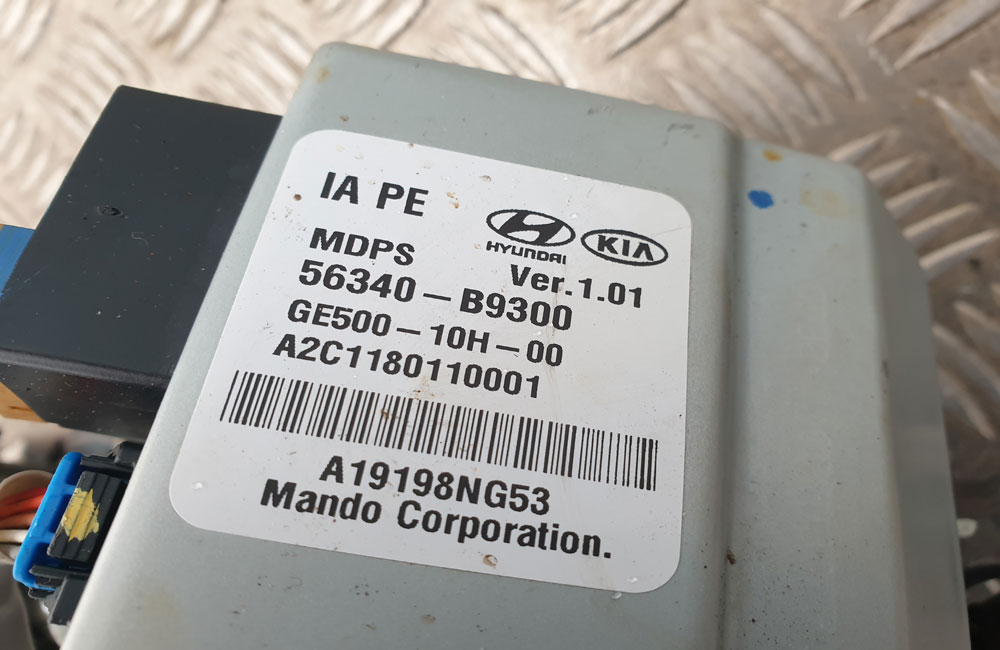 IA PE
HYUNDAI KIA
MDPS Ver.1.01
56340-B9300
GE500-10H-00
A2C1180110001
A19198NG53
Mando Corporation.